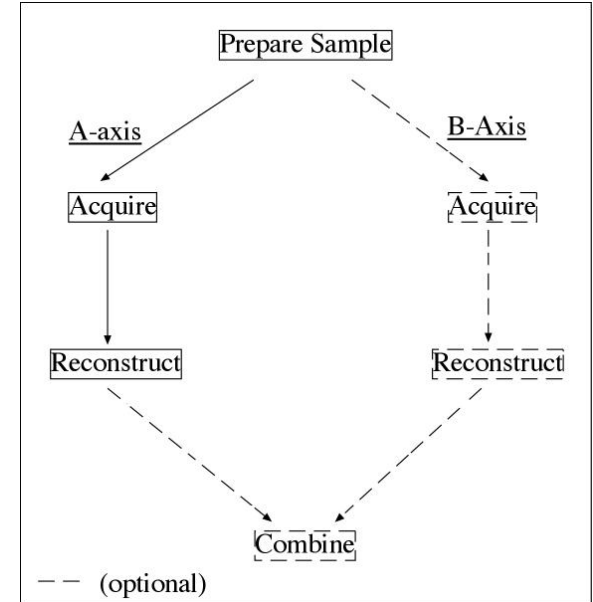 Prepare Sample
A-axis
B-Axis
Acquire
Acquire
Reconstruct
Reconstruct
Combine
(optional)